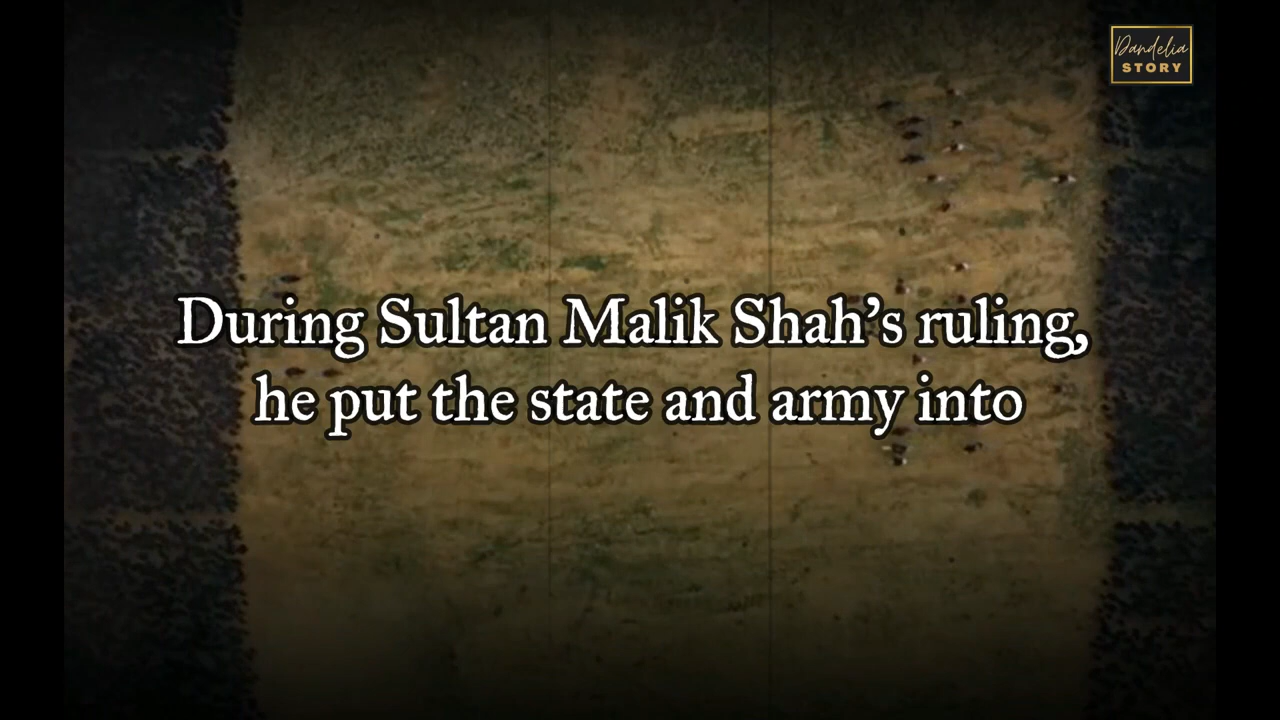 Dandelia
STORY
During Sultan Malik Shah’s ruling,
he put the state and army into